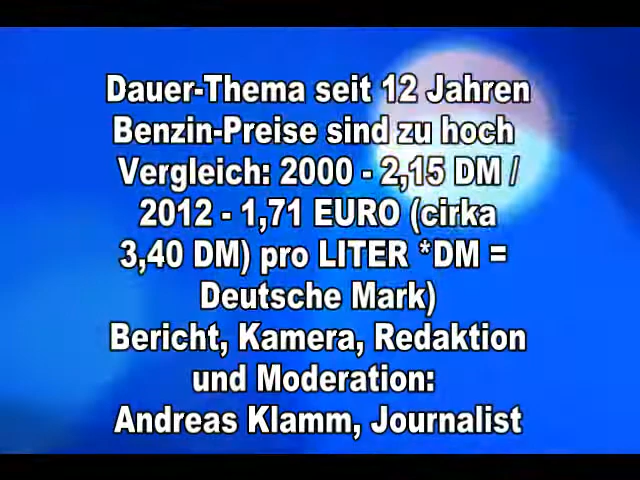 Dauer-Thema seit 12 Jahren
Benzin-Preise sind zu hoch
Vergleich: 2000 - 2,15 DM /
2012 - 1,71 EURO (cirka
3,40 DM) pro LITER *DM =
Deutsche Mark)
Bericht, Kamera, Redaktion
und Moderation:
Andreas Klamm, Journalist